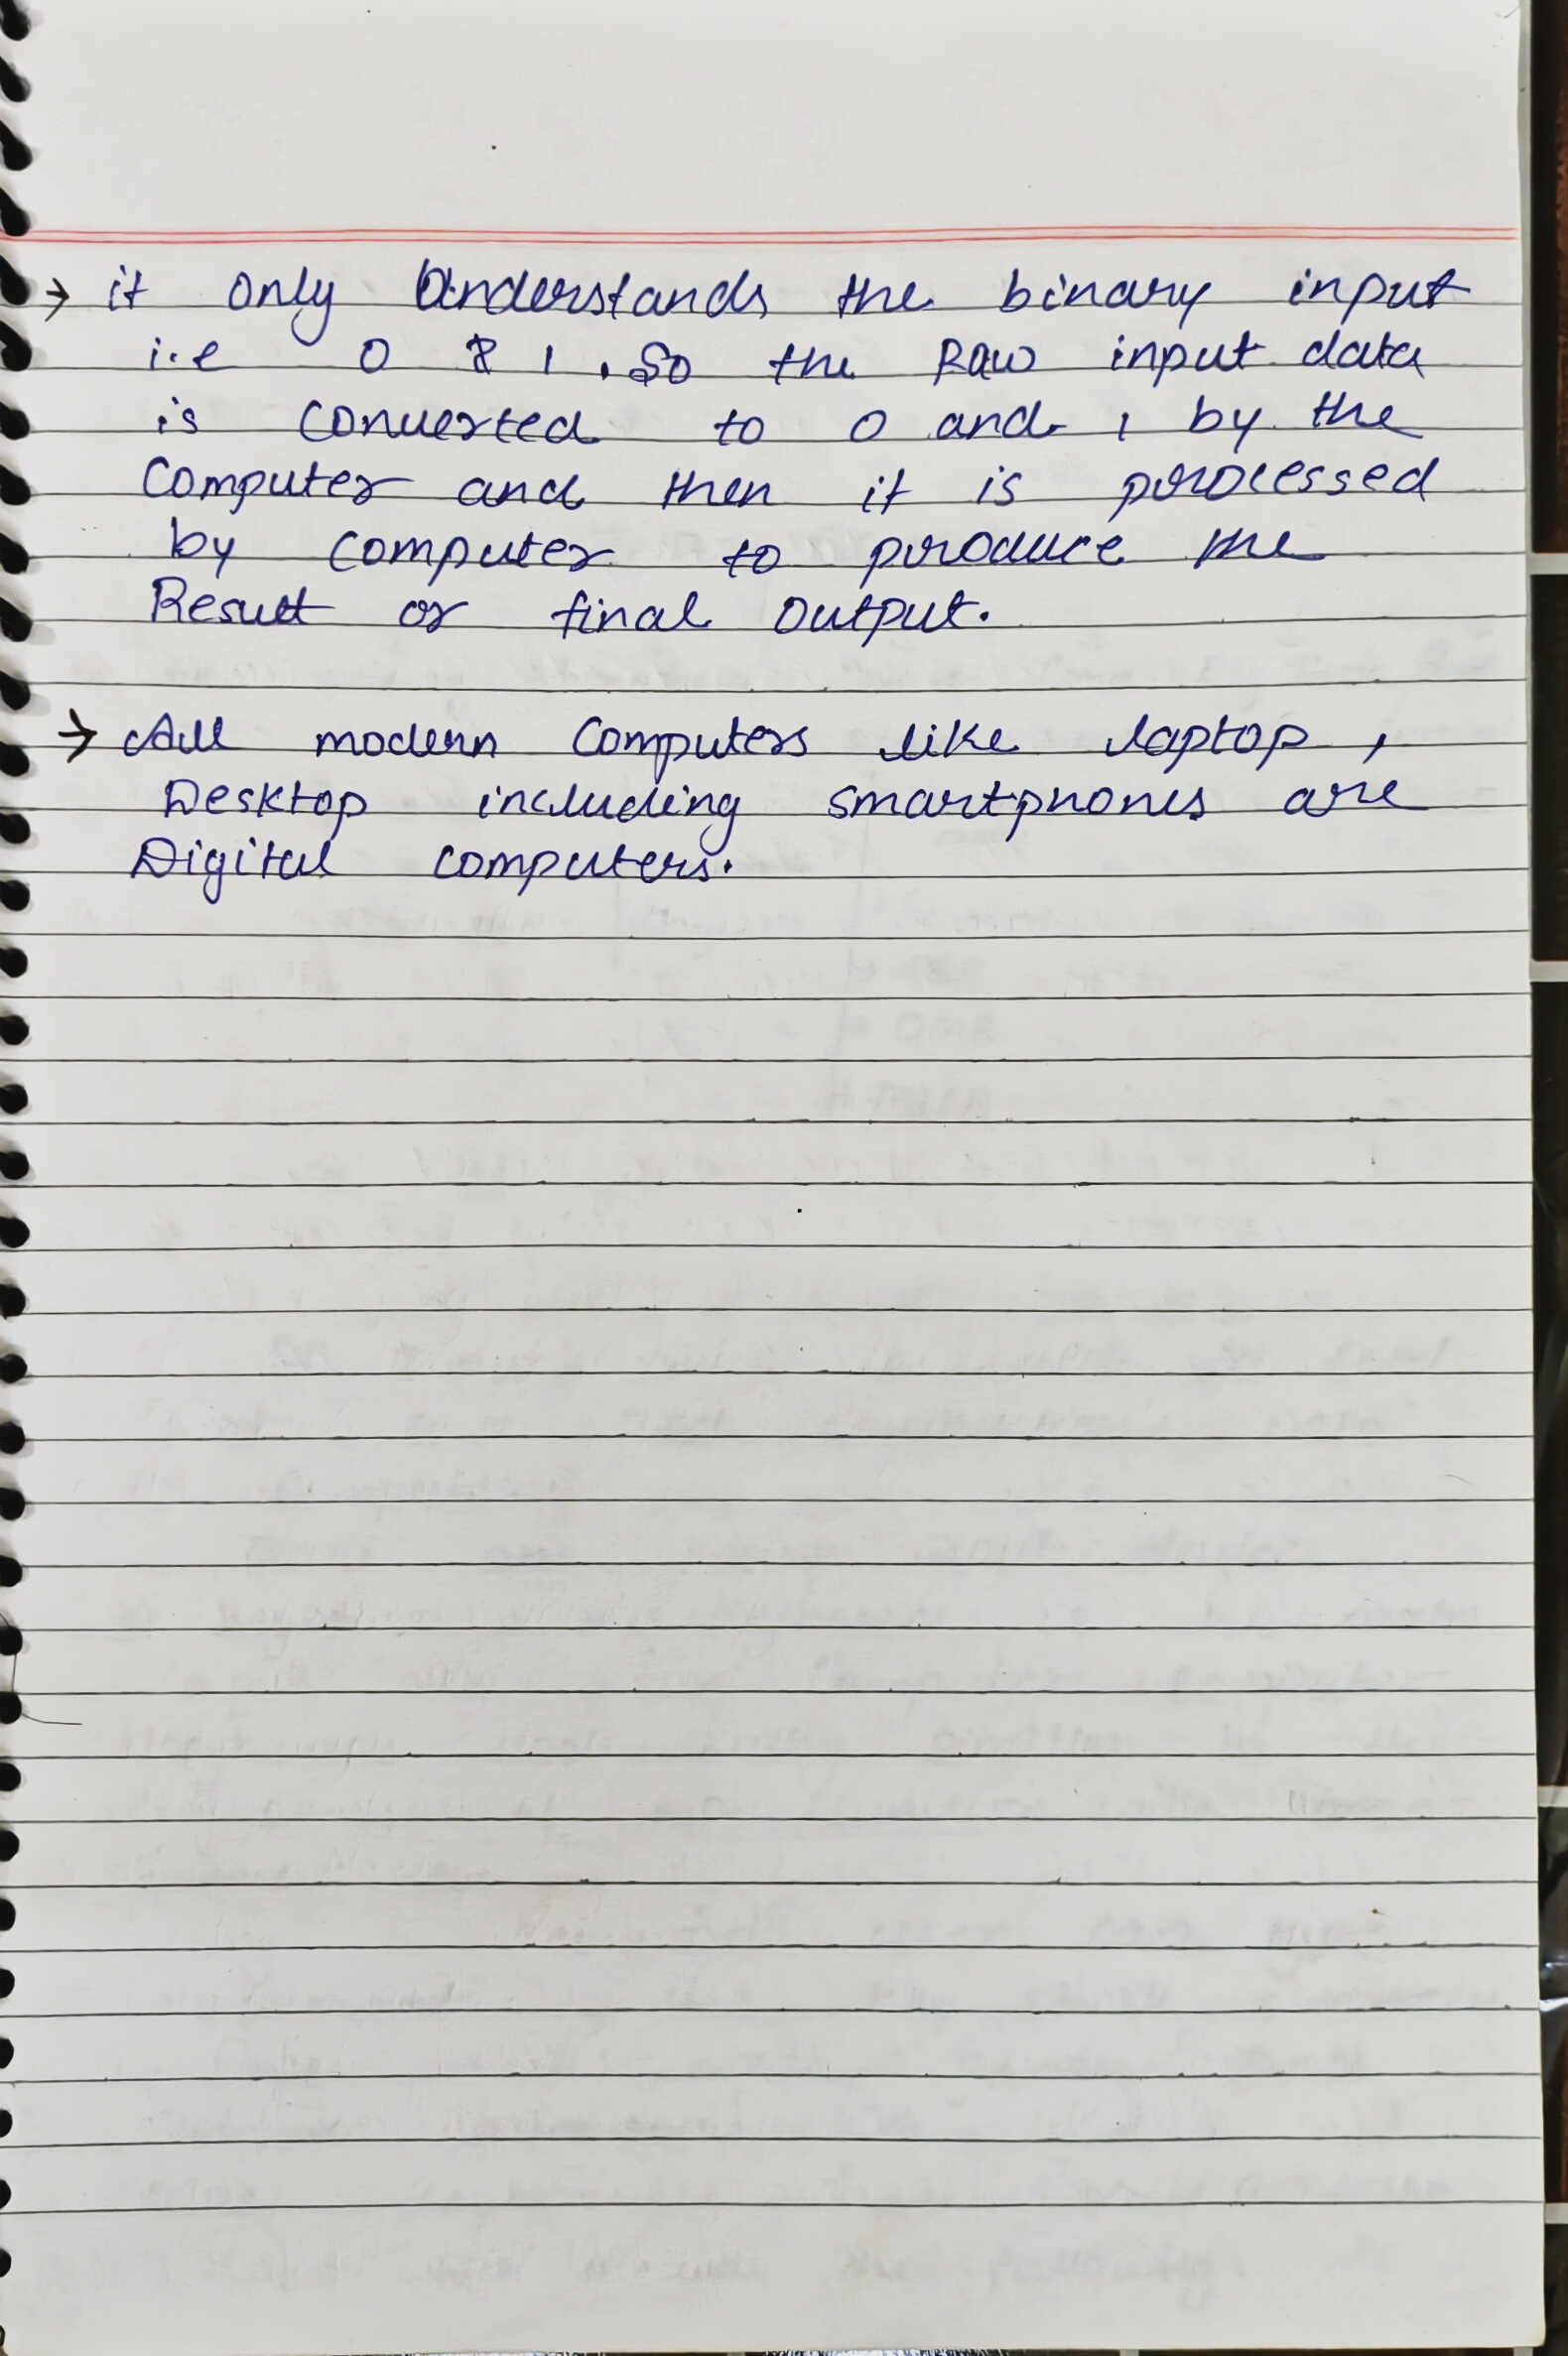 → it only understands the binary input
i.e 0 & 1 . So the Raw input data
is converted to 0 and 1 by the
Computer and then it is processed
by computer to produce the
Result or final output.
→ All modern Computers like laptop ,
Desktop including smartphones are
Digital computers.